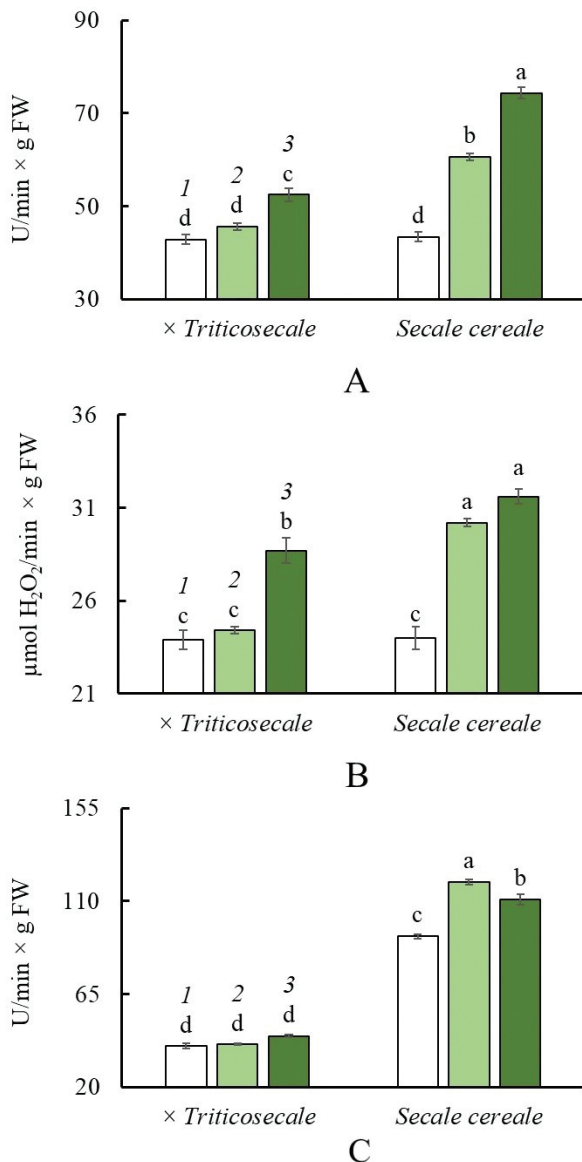 90
70
50
30
U/min × g FW
1
d
2
d
3
c
d
b
a
× Triticosecale
Secale cereale
A
36
31
26
21
µmol H₂O₂/min × g FW
1
c
2
c
3
b
c
a
a
× Triticosecale
Secale cereale
B
155
110
65
20
U/min × g FW
1
d
2
d
3
d
c
a
b
× Triticosecale
Secale cereale
C